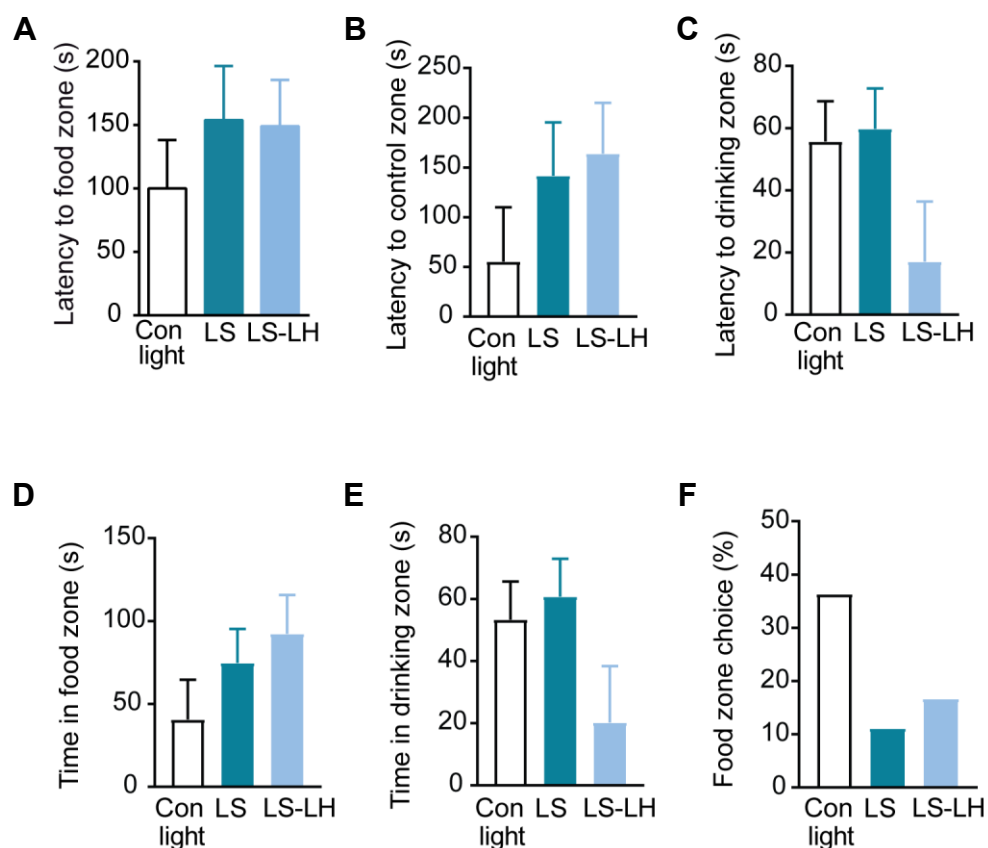 A
Latency to food zone (s)
200
150
100
50
0
Con light
LS
LS-LH
B
Latency to control zone (s)
250
200
150
100
50
0
Con light
LS
LS-LH
C
Latency to drinking zone (s)
80
60
40
20
0
Con light
LS
LS-LH
D
Time in food zone (s)
150
100
50
0
Con light
LS
LS-LH
E
Time in drinking zone (s)
80
60
40
20
0
Con light
LS
LS-LH
F
Food zone choice (%)
50
40
30
20
10
0
Con light
LS
LS-LH